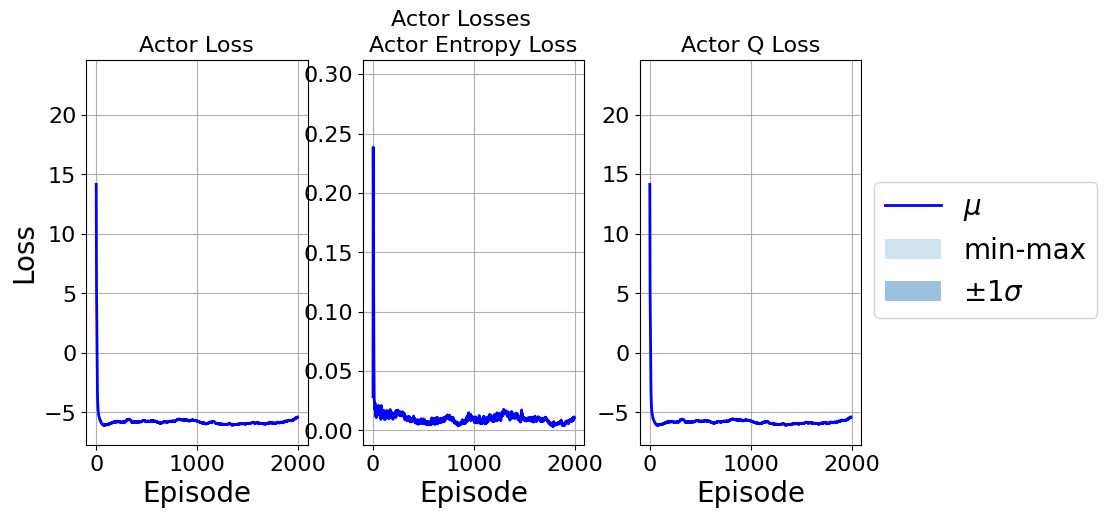 Actor Losses
Actor Loss
Actor Entropy Loss
Actor Q Loss
Loss
20
15
10
5
0
−5
0.30
0.25
0.20
0.15
0.10
0.05
0.00
20
15
10
5
0
−5
0 1000 2000
0 1000 2000
0 1000 2000
Episode
Episode
Episode
μ
min-max
±1σ